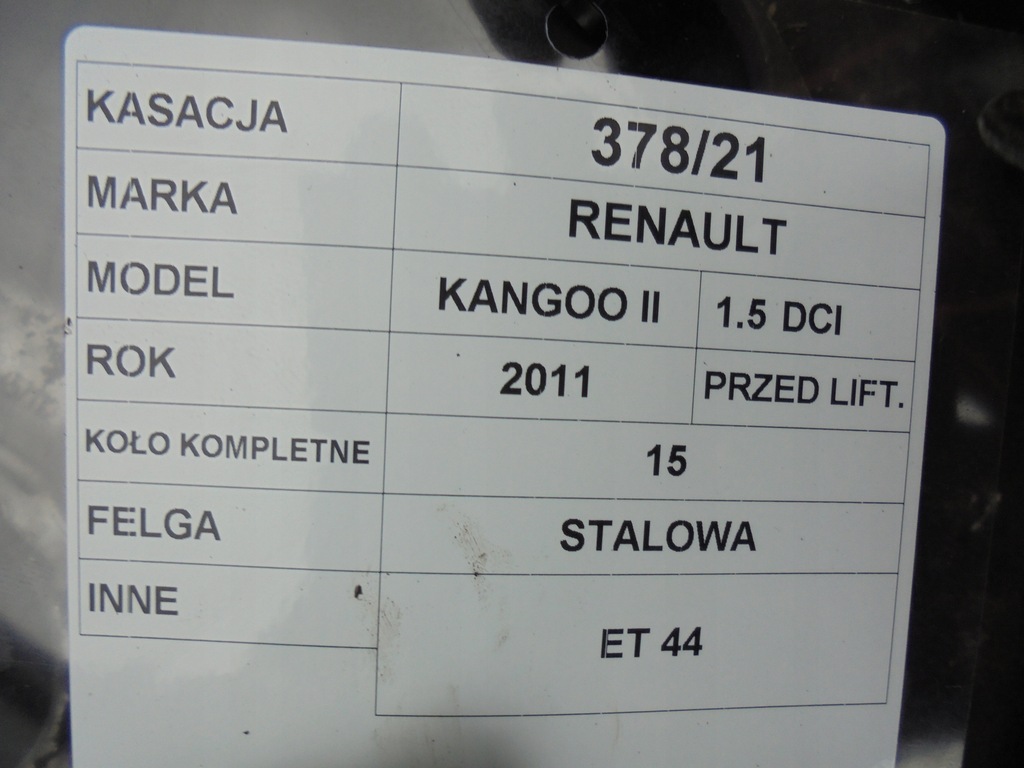 KASACJA 378/21
MARKA RENAULT
MODEL KANGOO II 1.5 DCI
ROK 2011 PRZED LIFT.
KOŁO KOMPLETNE 15
FELGA STALOWA
INNE ET 44